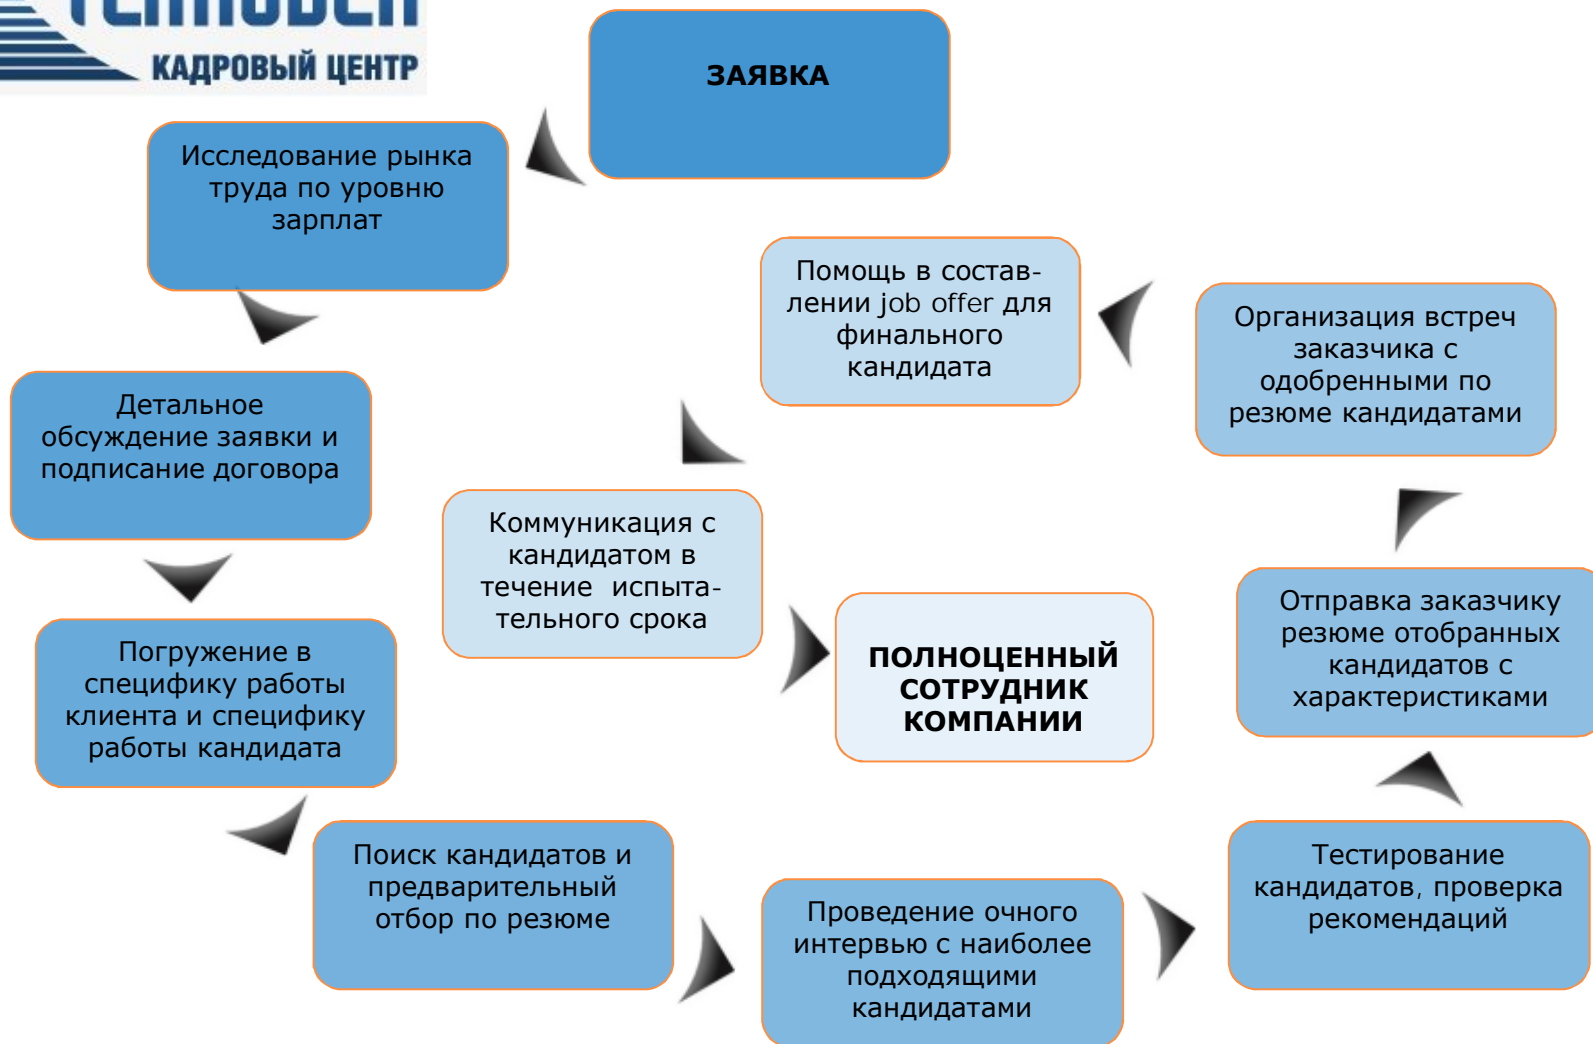 КАДРОВЫЙ ЦЕНТР
ЗАЯВКА
Исследование рынка
труда по уровню
зарплат
Детальное
обсуждение заявки и
подписание договора
Погружение в
специфику работы
клиента и специфику
работы кандидата
Поиск кандидатов и
предварительный
отбор по резюме
Проведение очного
интервью с наиболее
подходящими
кандидатами
Тестирование
кандидатов, проверка
рекомендаций
Отправка заказчику
резюме отобранных
кандидатов с
характеристиками
Организация встреч
заказчика с
одобренными по
резюме кандидатами
Помощь в состав-
лении job offer для
финального
кандидата
Коммуникация с
кандидатом в
течение  испыта-
тельного срока
ПОЛНОЦЕННЫЙ
СОТРУДНИК
КОМПАНИИ